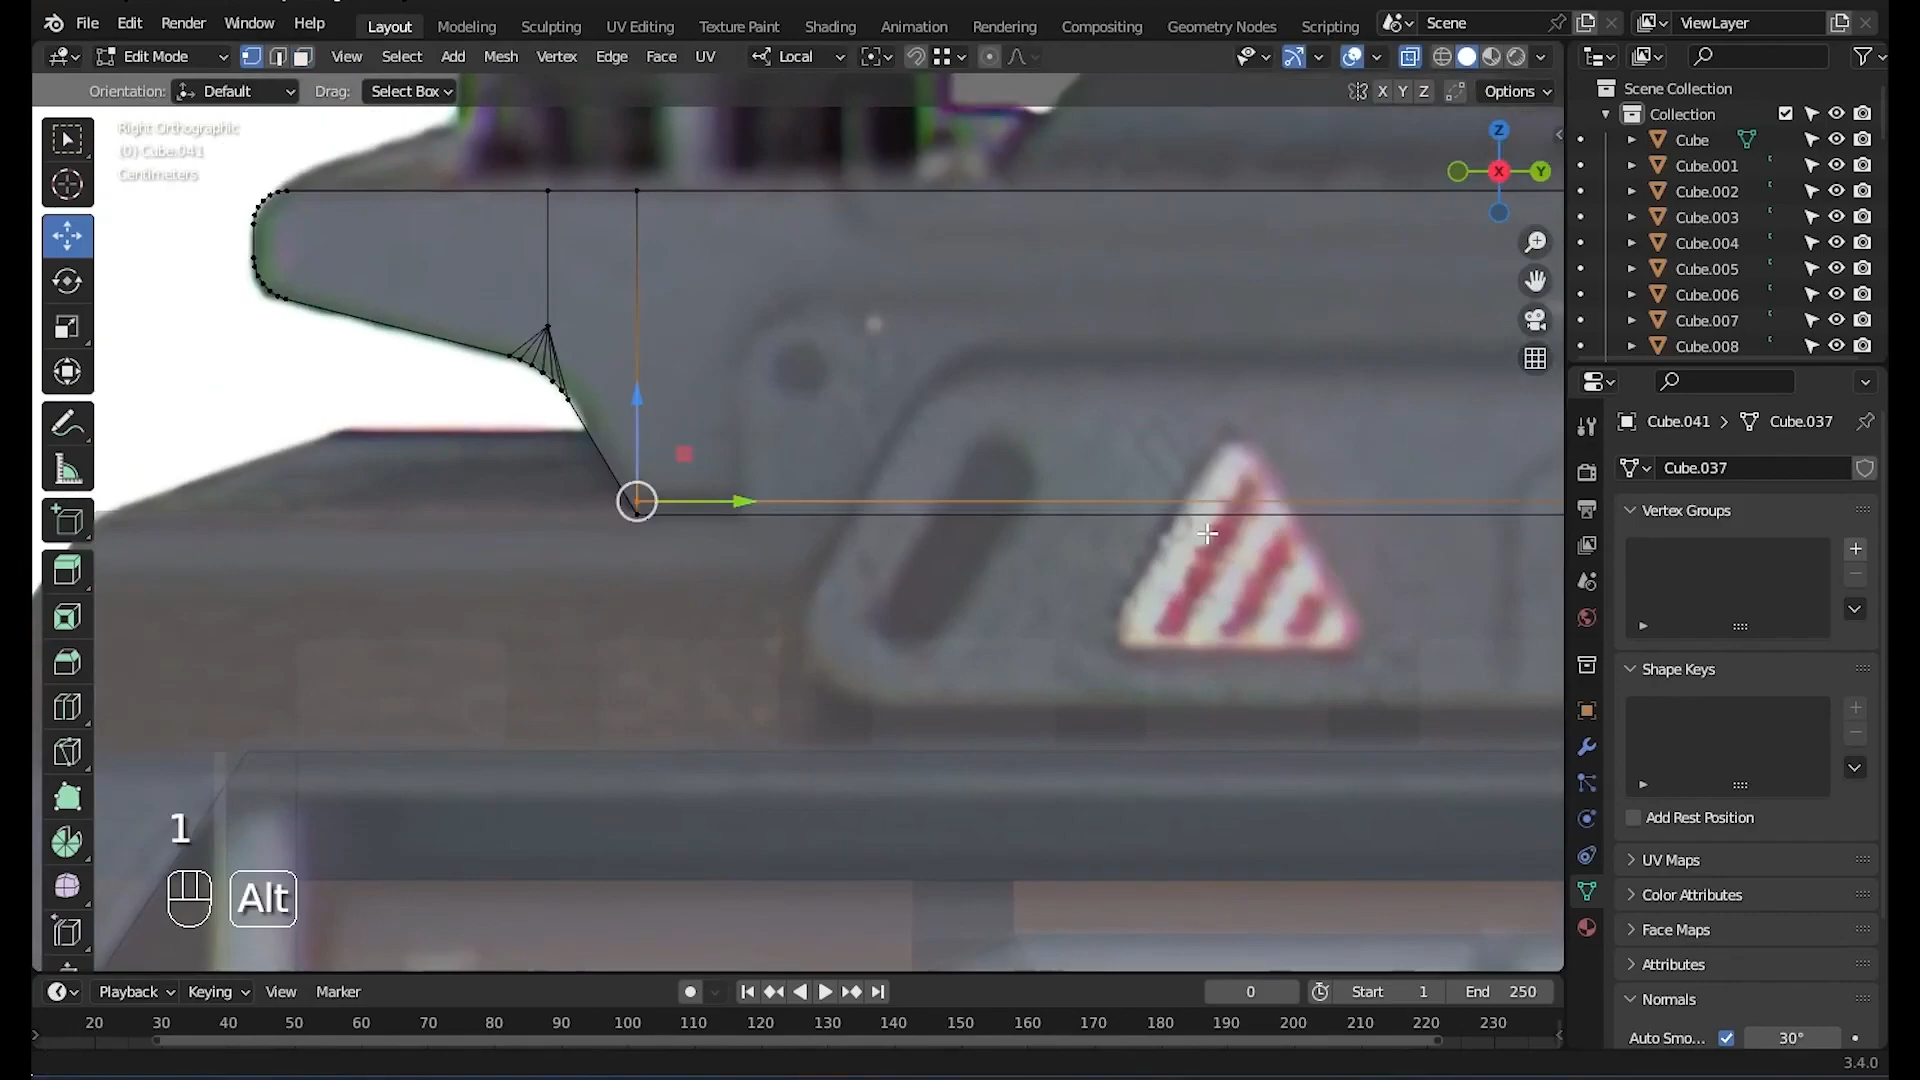 File Edit Render Window Help Layout Modeling Sculpting UV Editing Texture Paint Shading Animation Rendering Compositing Geometry Nodes Scripting Scene ViewLayer
Edit Mode View Select Add Mesh Vertex Edge Face UV Local
Orientation: Default Drag: Select Box X Y Z Options
Right Orthographic
(0) Cube.041
Centimeters
Z
X
Y
Scene Collection
Collection
Cube
Cube.001
Cube.002
Cube.003
Cube.004
Cube.005
Cube.006
Cube.007
Cube.008
Cube.041 > Cube.037
Cube.037
Vertex Groups
Shape Keys
Add Rest Position
UV Maps
Color Attributes
Face Maps
Attributes
Normals
Auto Smo... 30°
1
Alt
Playback Keying View Marker 0 Start 1 End 250
20 30 40 50 60 70 80 90 100 110 120 130 140 150 160 170 180 190 200 210 220 230
3.4.0